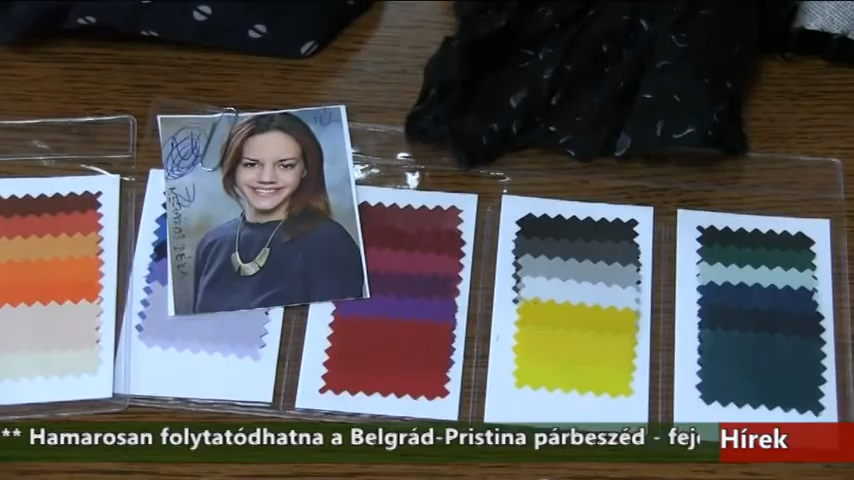 ** Hamarosan folytatódhatna a Belgrád-Pristina párbeszéd - fej
Hírek